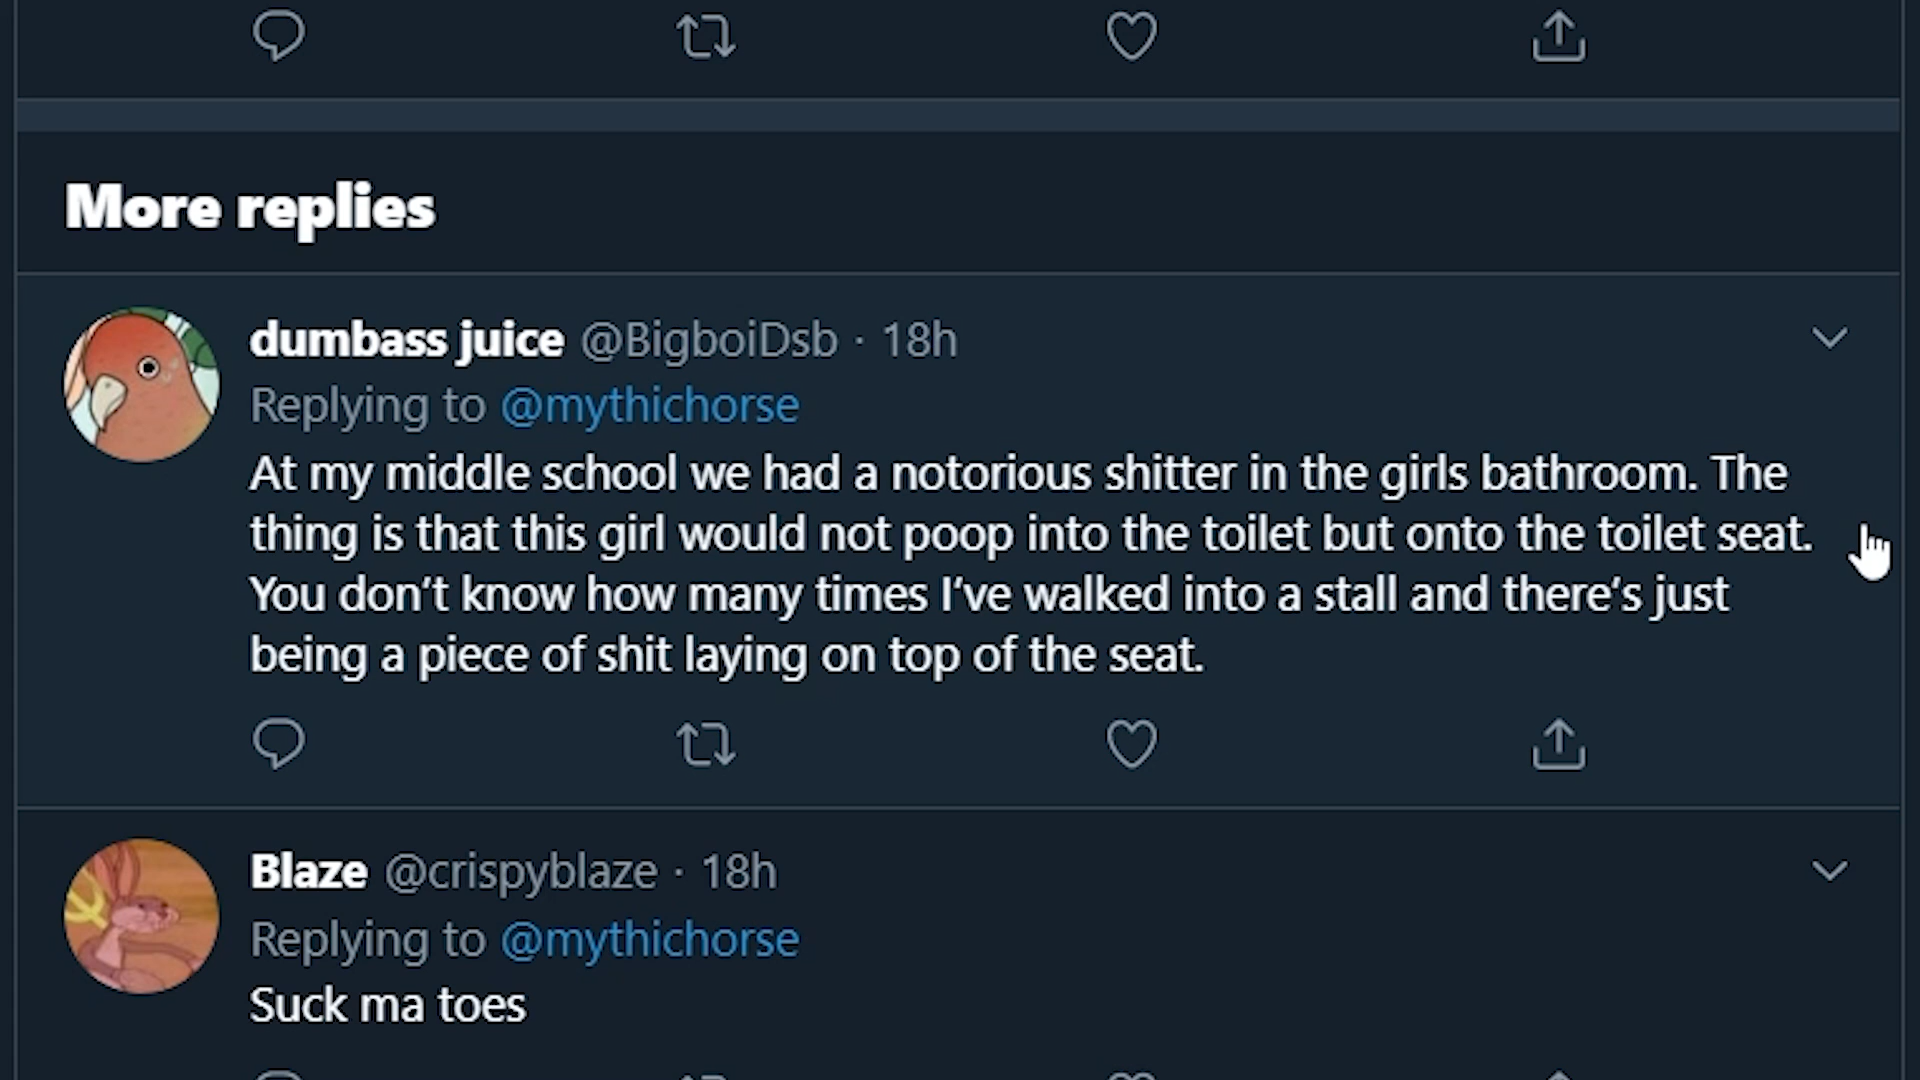 More replies
dumbass juice @BigboiDsb · 18h
Replying to @mythichorse
At my middle school we had a notorious shitter in the girls bathroom. The
thing is that this girl would not poop into the toilet but onto the toilet seat.
You don’t know how many times I‘ve walked into a stall and there’s just
being a piece of shit laying on top of the seat.
Blaze @crispyblaze · 18h
Replying to @mythichorse
Suck ma toes